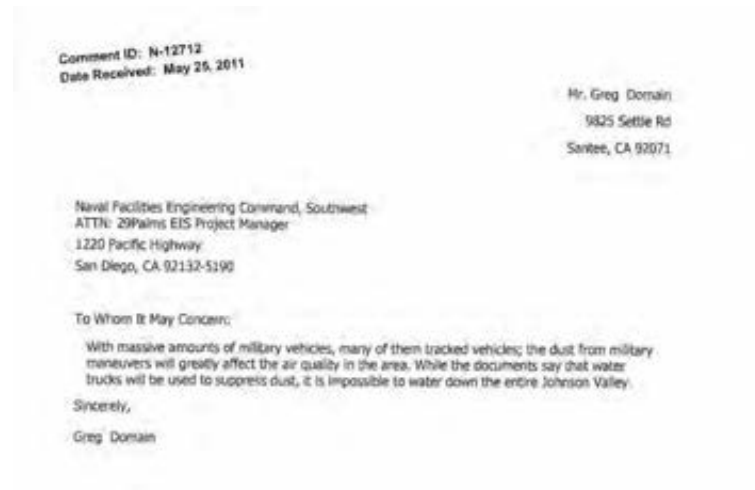 Comment ID: N-12712
Date Received: May 25, 2011
Mr. Greg Domain
9825 Settle Rd
Santee, CA 92071
Naval Facilities Engineering Command, Southwest
ATTN: 29Palms EIS Project Manager
1220 Pacific Highway
San Diego, CA 92132-5190
To Whom It May Concern:
With massive amounts of military vehicles, many of them tracked vehicles; the dust from military
maneuvers will greatly affect the air quality in the area. While the documents say that water
trucks will be used to suppress dust, it is impossible to water down the entire Johnson Valley.
Sincerely,
Greg Domain